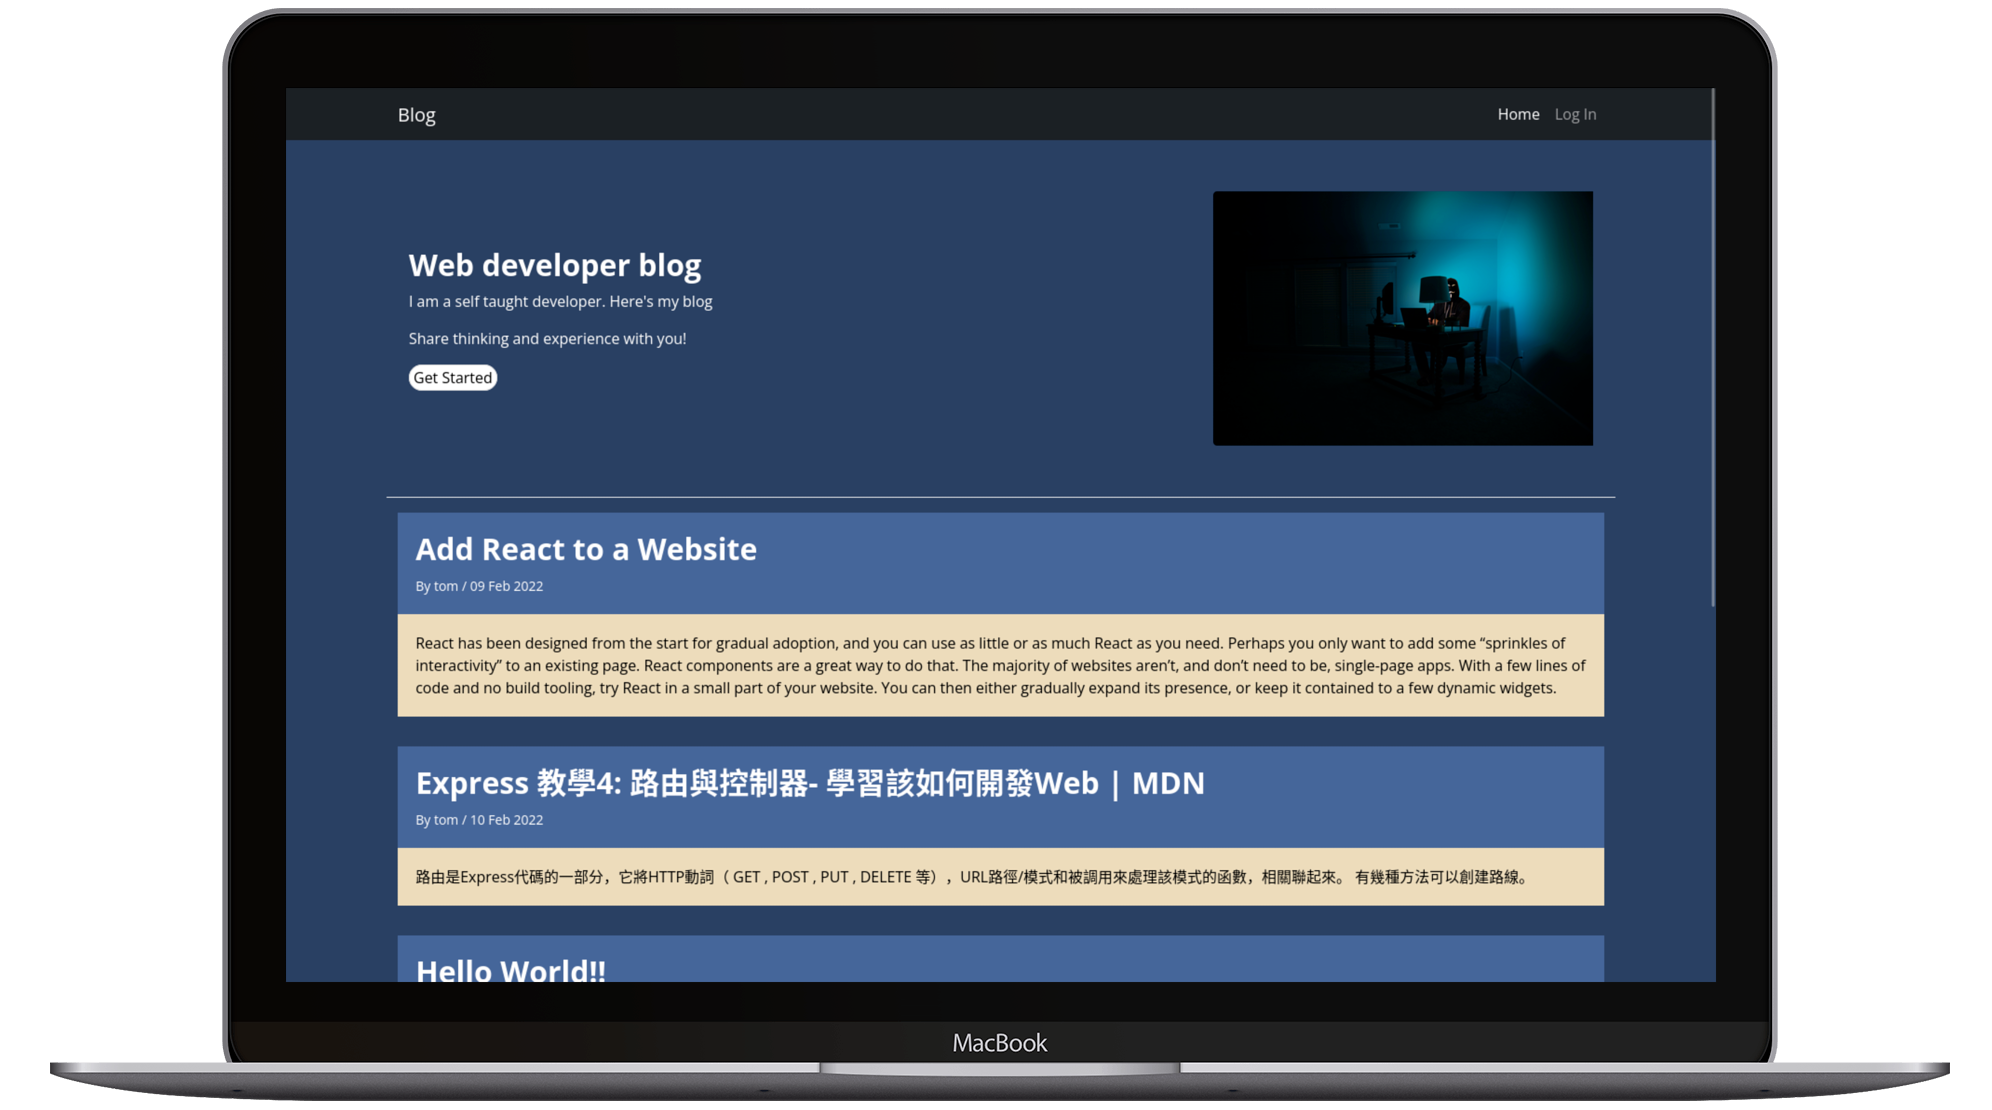 Blog
Home Log In
Web developer blog
I am a self taught developer. Here's my blog
Share thinking and experience with you!
Get Started
Add React to a Website
By tom / 09 Feb 2022
React has been designed from the start for gradual adoption, and you can use as little or as much React as you need. Perhaps you only want to add some “sprinkles of
interactivity” to an existing page. React components are a great way to do that. The majority of websites aren’t, and don’t need to be, single-page apps. With a few lines of
code and no build tooling, try React in a small part of your website. You can then either gradually expand its presence, or keep it contained to a few dynamic widgets.
Express 教學4: 路由與控制器- 學習該如何開發Web | MDN
By tom / 10 Feb 2022
路由是Express代碼的一部分，它將HTTP動詞（ GET , POST , PUT , DELETE 等），URL路徑/模式和被調用來處理該模式的函數，相關聯起來。 有幾種方法可以創建路線。
Hello World!!
MacBook